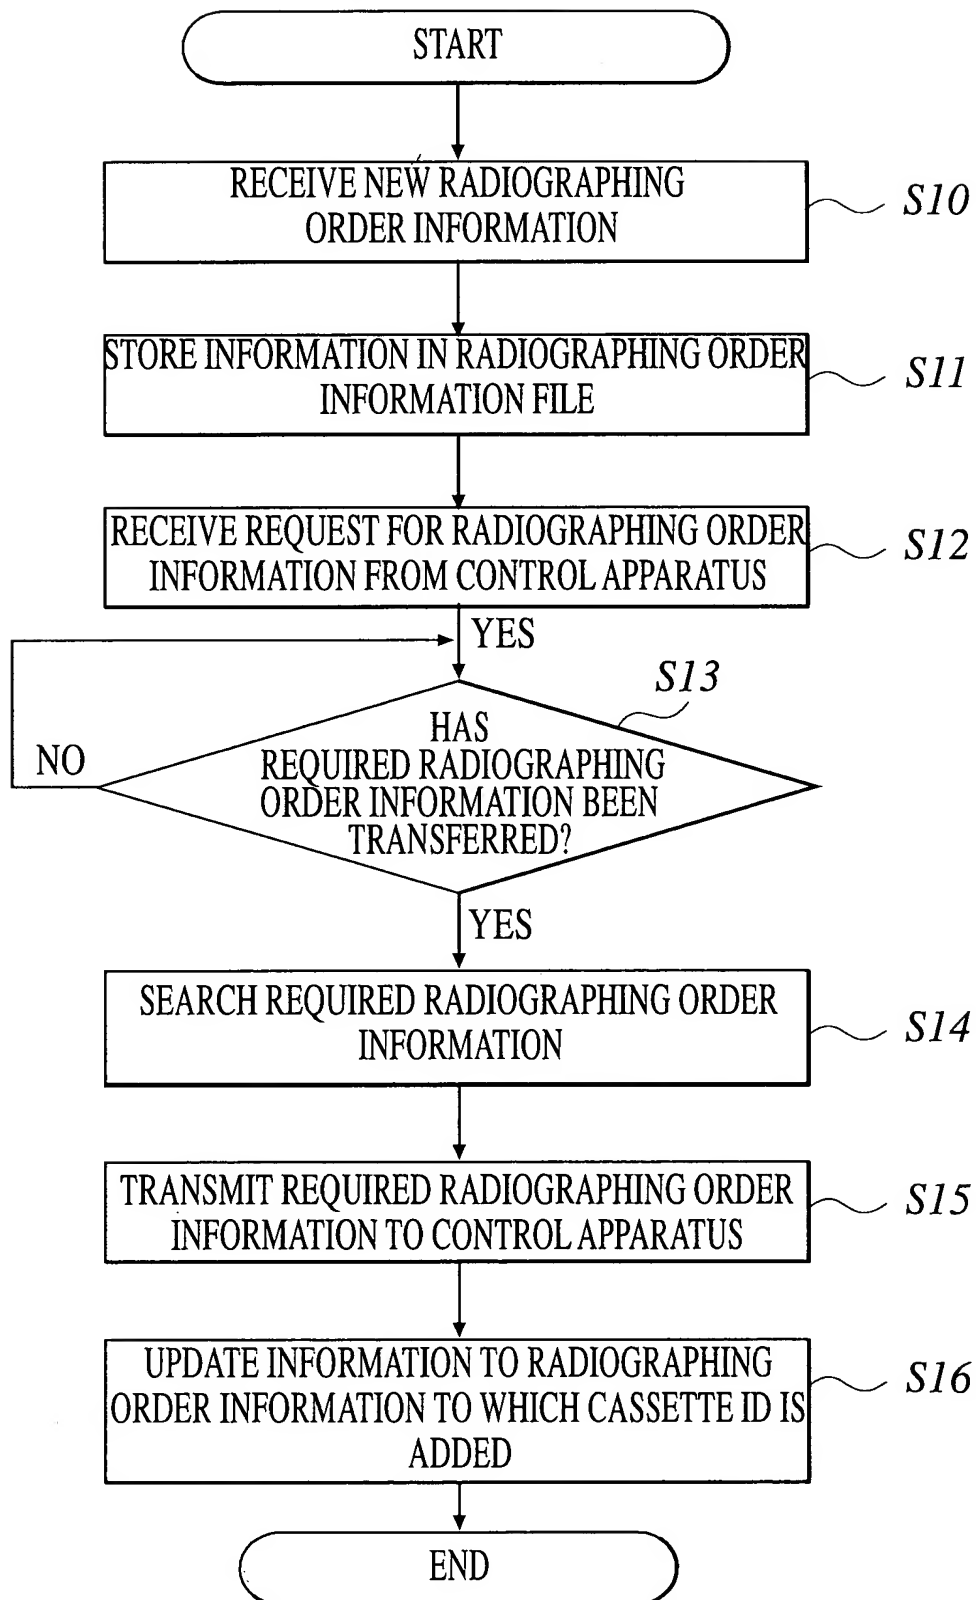 START
RECEIVE NEW RADIOGRAPHING
ORDER INFORMATION
S10
STORE INFORMATION IN RADIOGRAPHING ORDER
INFORMATION FILE
S11
RECEIVE REQUEST FOR RADIOGRAPHING ORDER
INFORMATION FROM CONTROL APPARATUS
S12
YES
S13
HAS
REQUIRED RADIOGRAPHING
ORDER INFORMATION BEEN
TRANSFERRED?
NO
YES
SEARCH REQUIRED RADIOGRAPHING ORDER
INFORMATION
S14
TRANSMIT REQUIRED RADIOGRAPHING ORDER
INFORMATION TO CONTROL APPARATUS
S15
UPDATE INFORMATION TO RADIOGRAPHING
ORDER INFORMATION TO WHICH CASSETTE ID IS
ADDED
S16
END